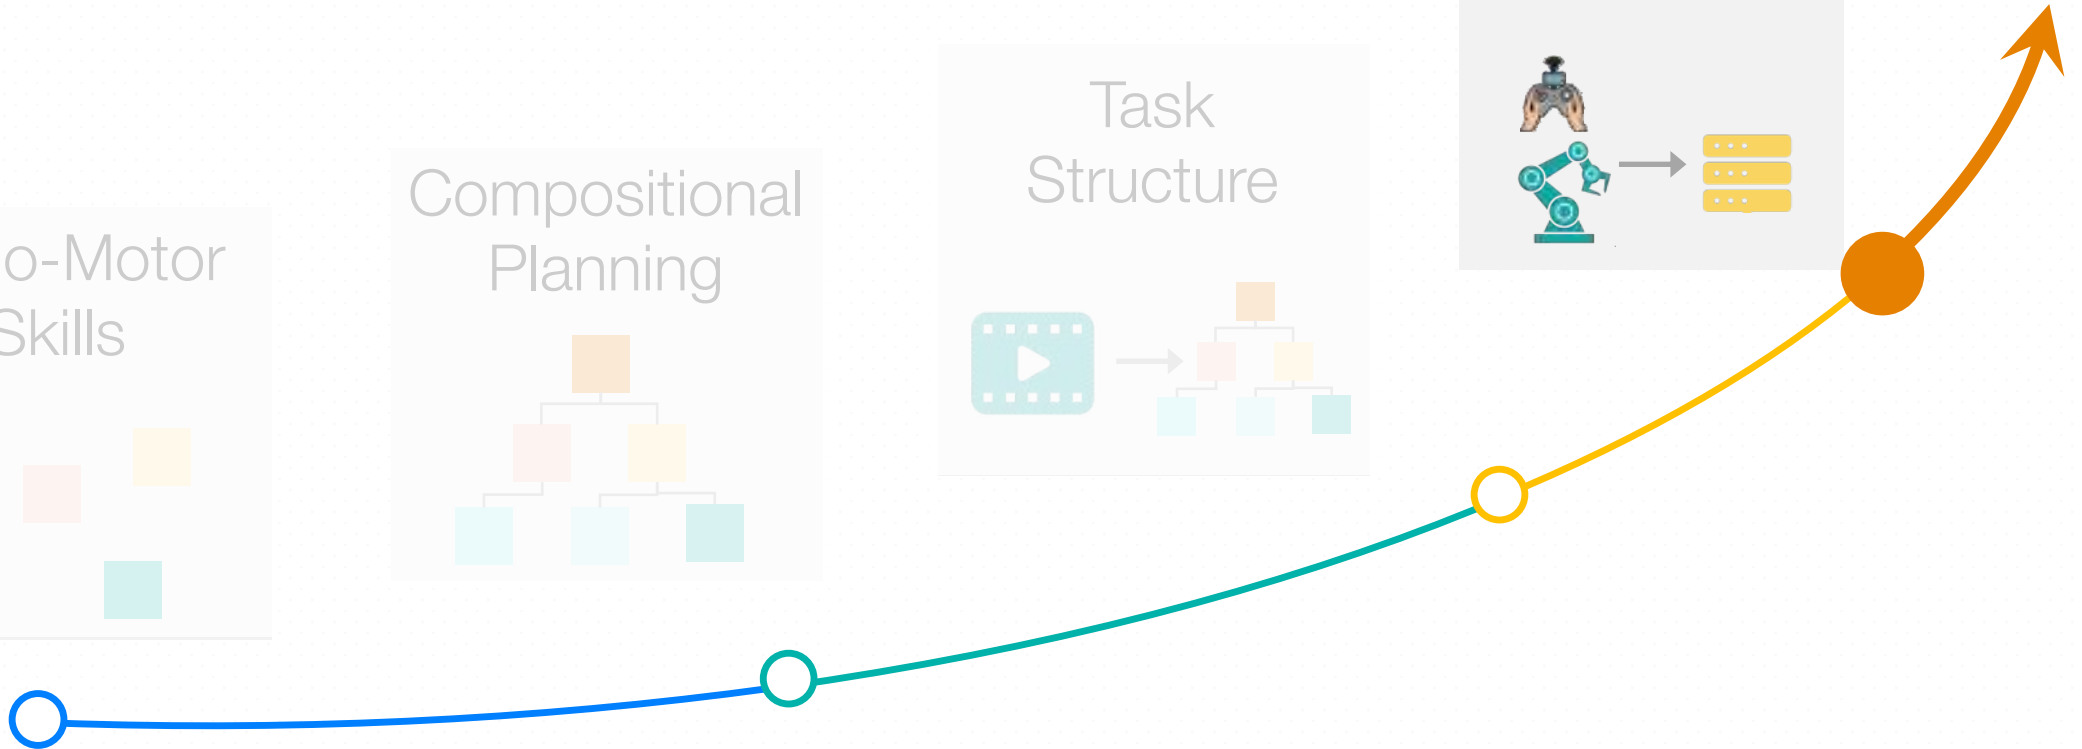 o-Motor
Skills
Compositional
Planning
Task
Structure